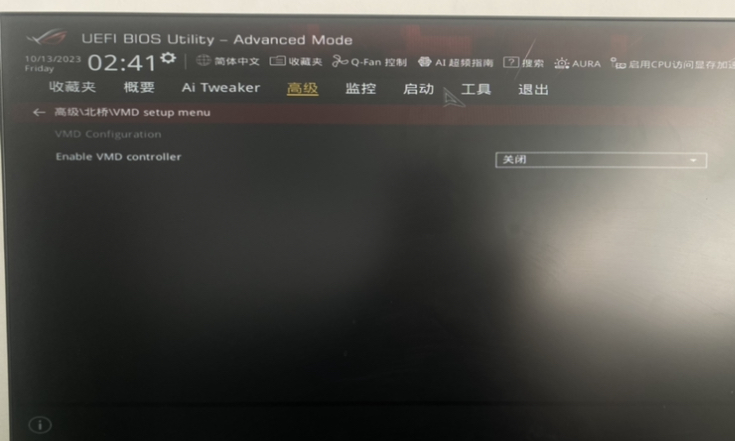 UEFI BIOS Utility – Advanced Mode
10/13/2023 Friday 02:41 简体中文 收藏夹 Q-Fan 控制 AI 超频指南 ? 搜索 AURA 启用CPU访问显存加速
收藏夹 概要 Ai Tweaker 高级 监控 启动 工具 退出
← 高级\北桥\VMD setup menu
VMD Configuration
Enable VMD controller 关闭